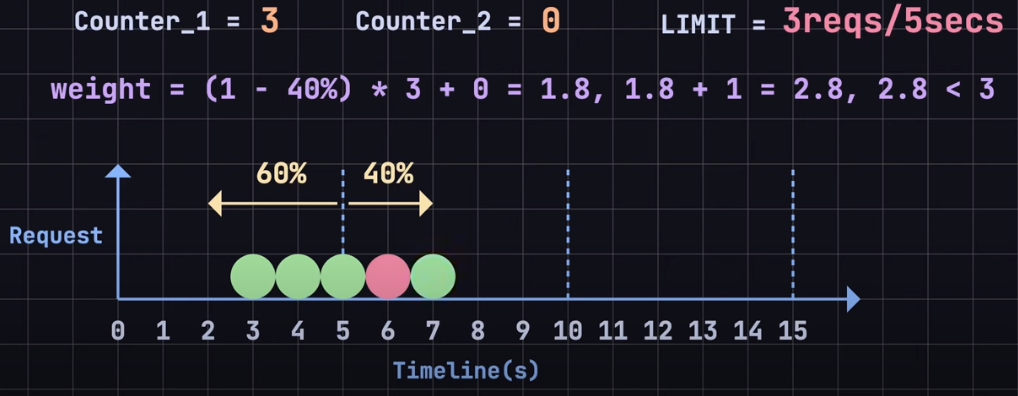 Counter_1 = 3 Counter_2 = 0 LIMIT = 3reqs/5secs
weight = (1 - 40%) * 3 + 0 = 1.8, 1.8 + 1 = 2.8, 2.8 < 3
60% 40%
Request
0 1 2 3 4 5 6 7 8 9 10 11 12 13 14 15
Timeline(s)